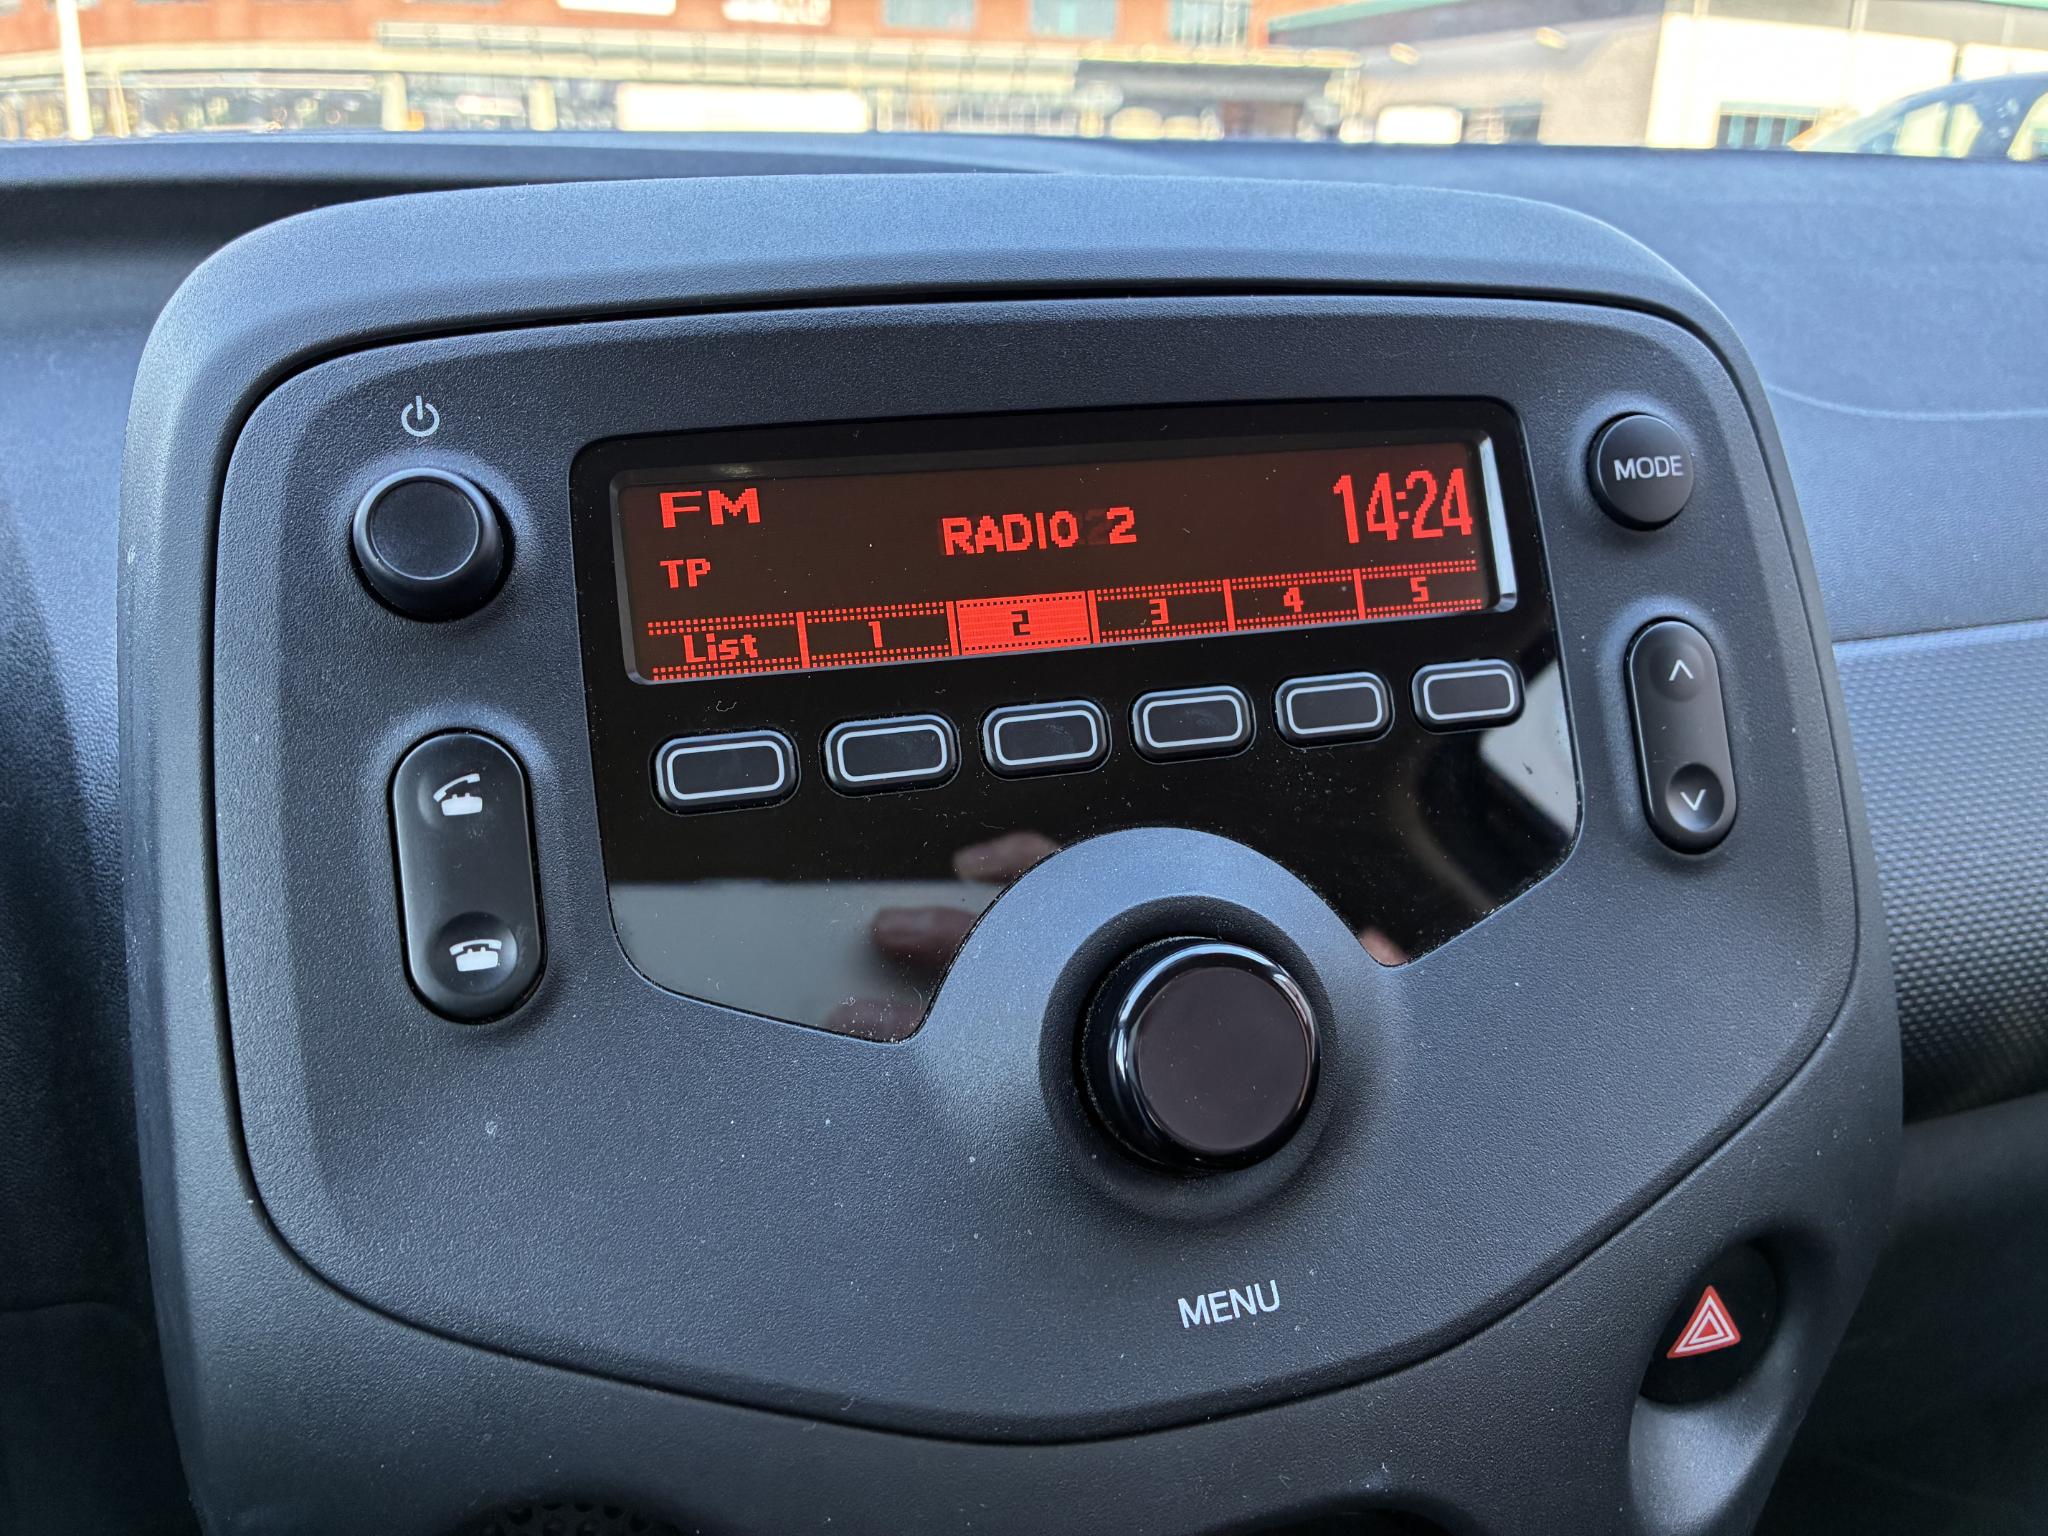 FM
RADIO 2
14:24
TP
List 1 2 3 4 5
MODE
MENU